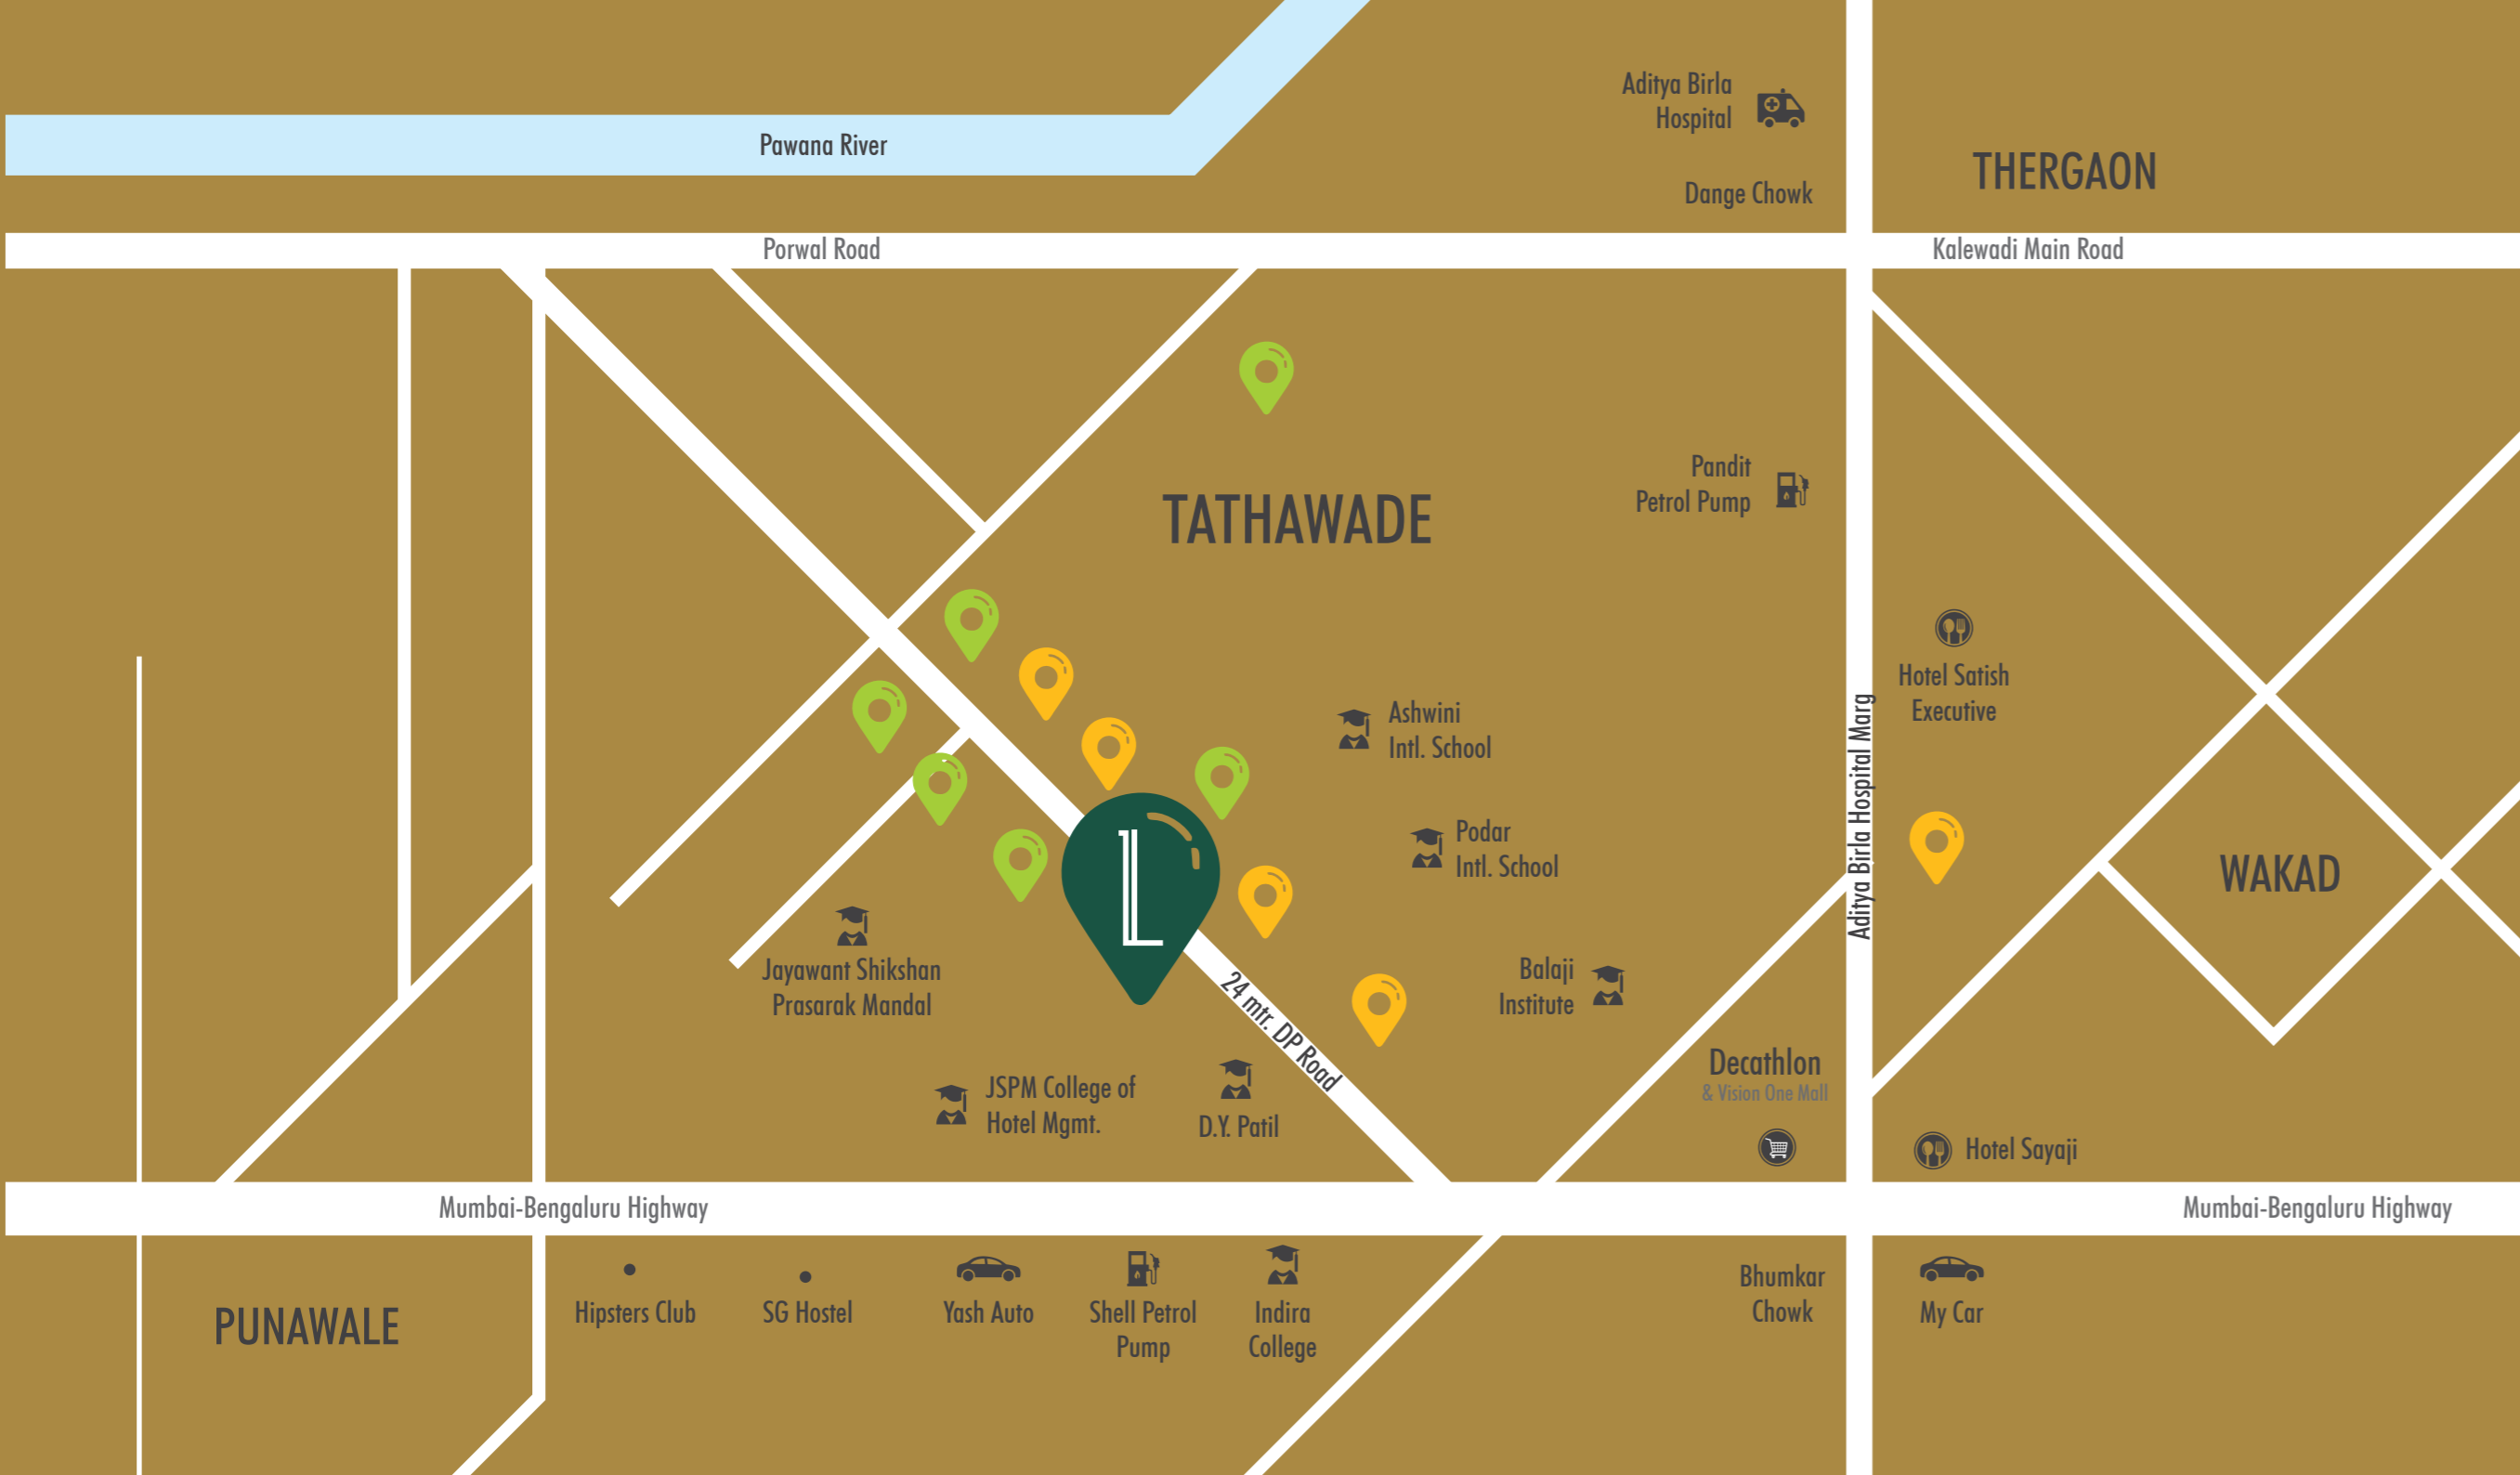 Aditya Birla
Hospital
Pawana River
THERGAON
Dange Chowk
Porwal Road
Kalewadi Main Road
Pandit
Petrol Pump
TATHAWADE
Hotel Satish
Executive
Ashwini
Intl. School
Aditya Birla Hospital Marg
Podar
Intl. School
WAKAD
L
Jayawant Shikshan
Prasarak Mandal
Balaji
Institute
24 mtr. DP Road
Decathlon
& Vision One Mall
JSPM College of
Hotel Mgmt.
D.Y. Patil
Hotel Sayaji
Mumbai-Bengaluru Highway
Mumbai-Bengaluru Highway
PUNAWALE
Hipsters Club
SG Hostel
Yash Auto
Shell Petrol
Pump
Indira
College
Bhumkar
Chowk
My Car